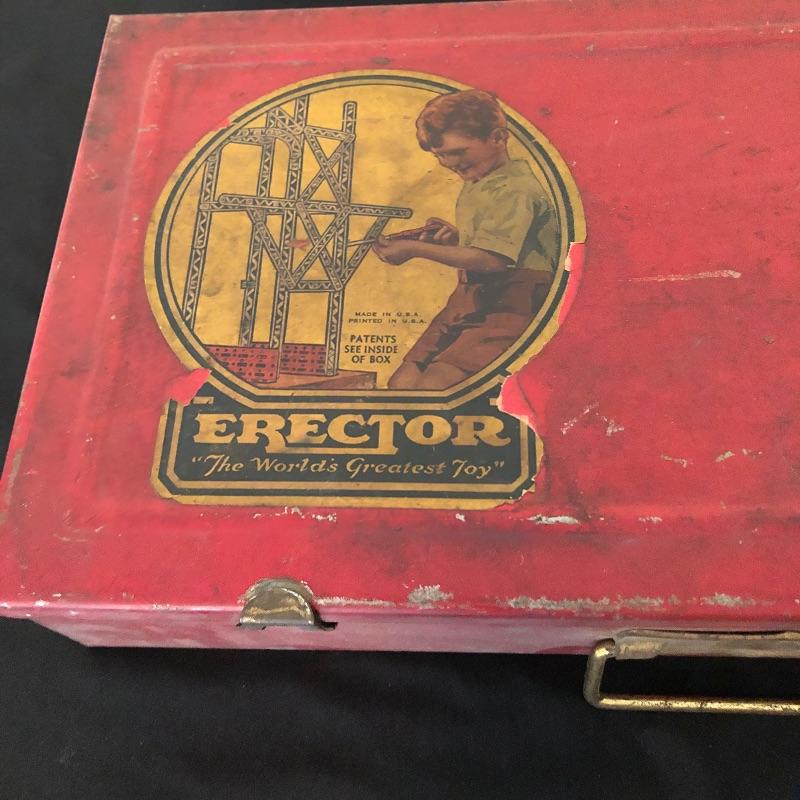 MADE IN U.S.A.
PRINTED IN U.S.A.
PATENTS
SEE INSIDE
OF BOX
ERECTOR
"The World's Greatest Toy"